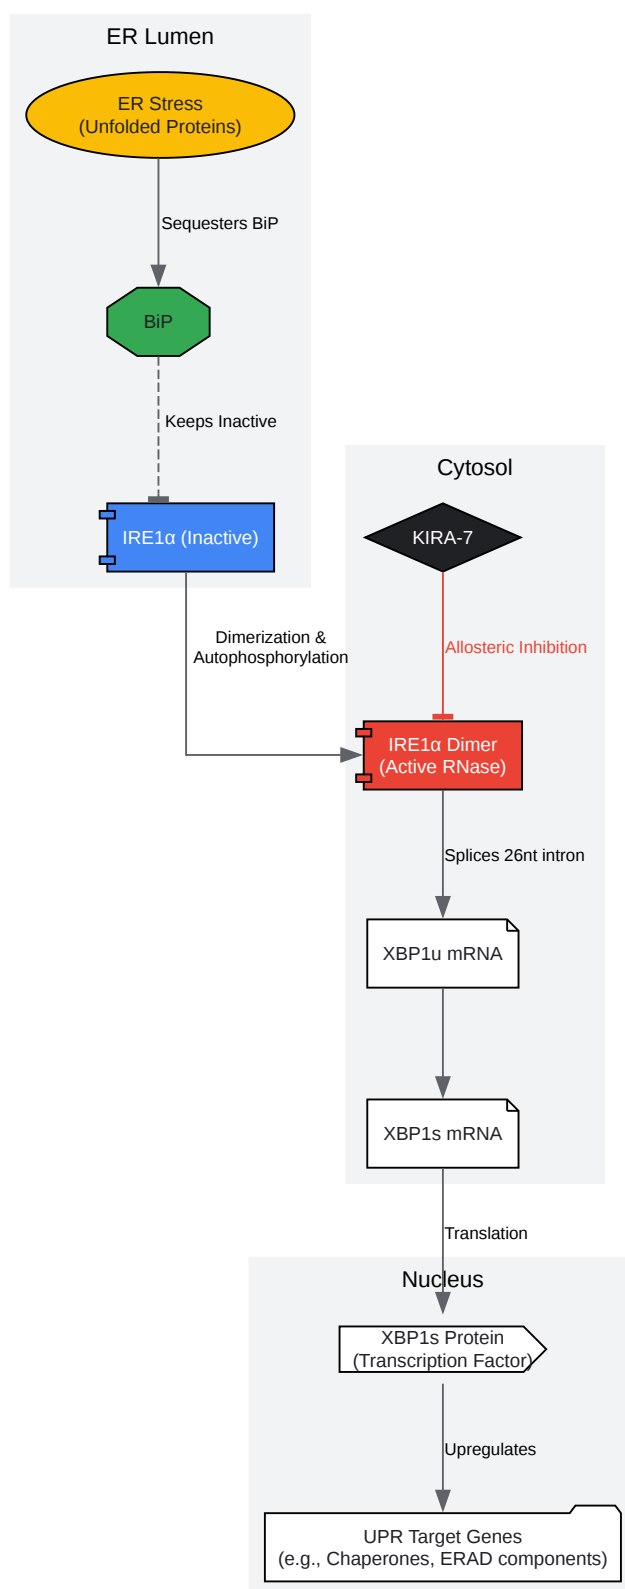 ER Lumen
ER Stress
(Unfolded Proteins)
Sequesters BiP
BiP
Keeps Inactive
IRE1α (Inactive)
Cytosol
KIRA-7
Dimerization &
Autophosphorylation
Allosteric Inhibition
IRE1α Dimer
(Active RNase)
Splices 26nt intron
XBP1u mRNA
XBP1s mRNA
Translation
Nucleus
XBP1s Protein
(Transcription Factor)
Upregulates
UPR Target Genes
(e.g., Chaperones, ERAD components)